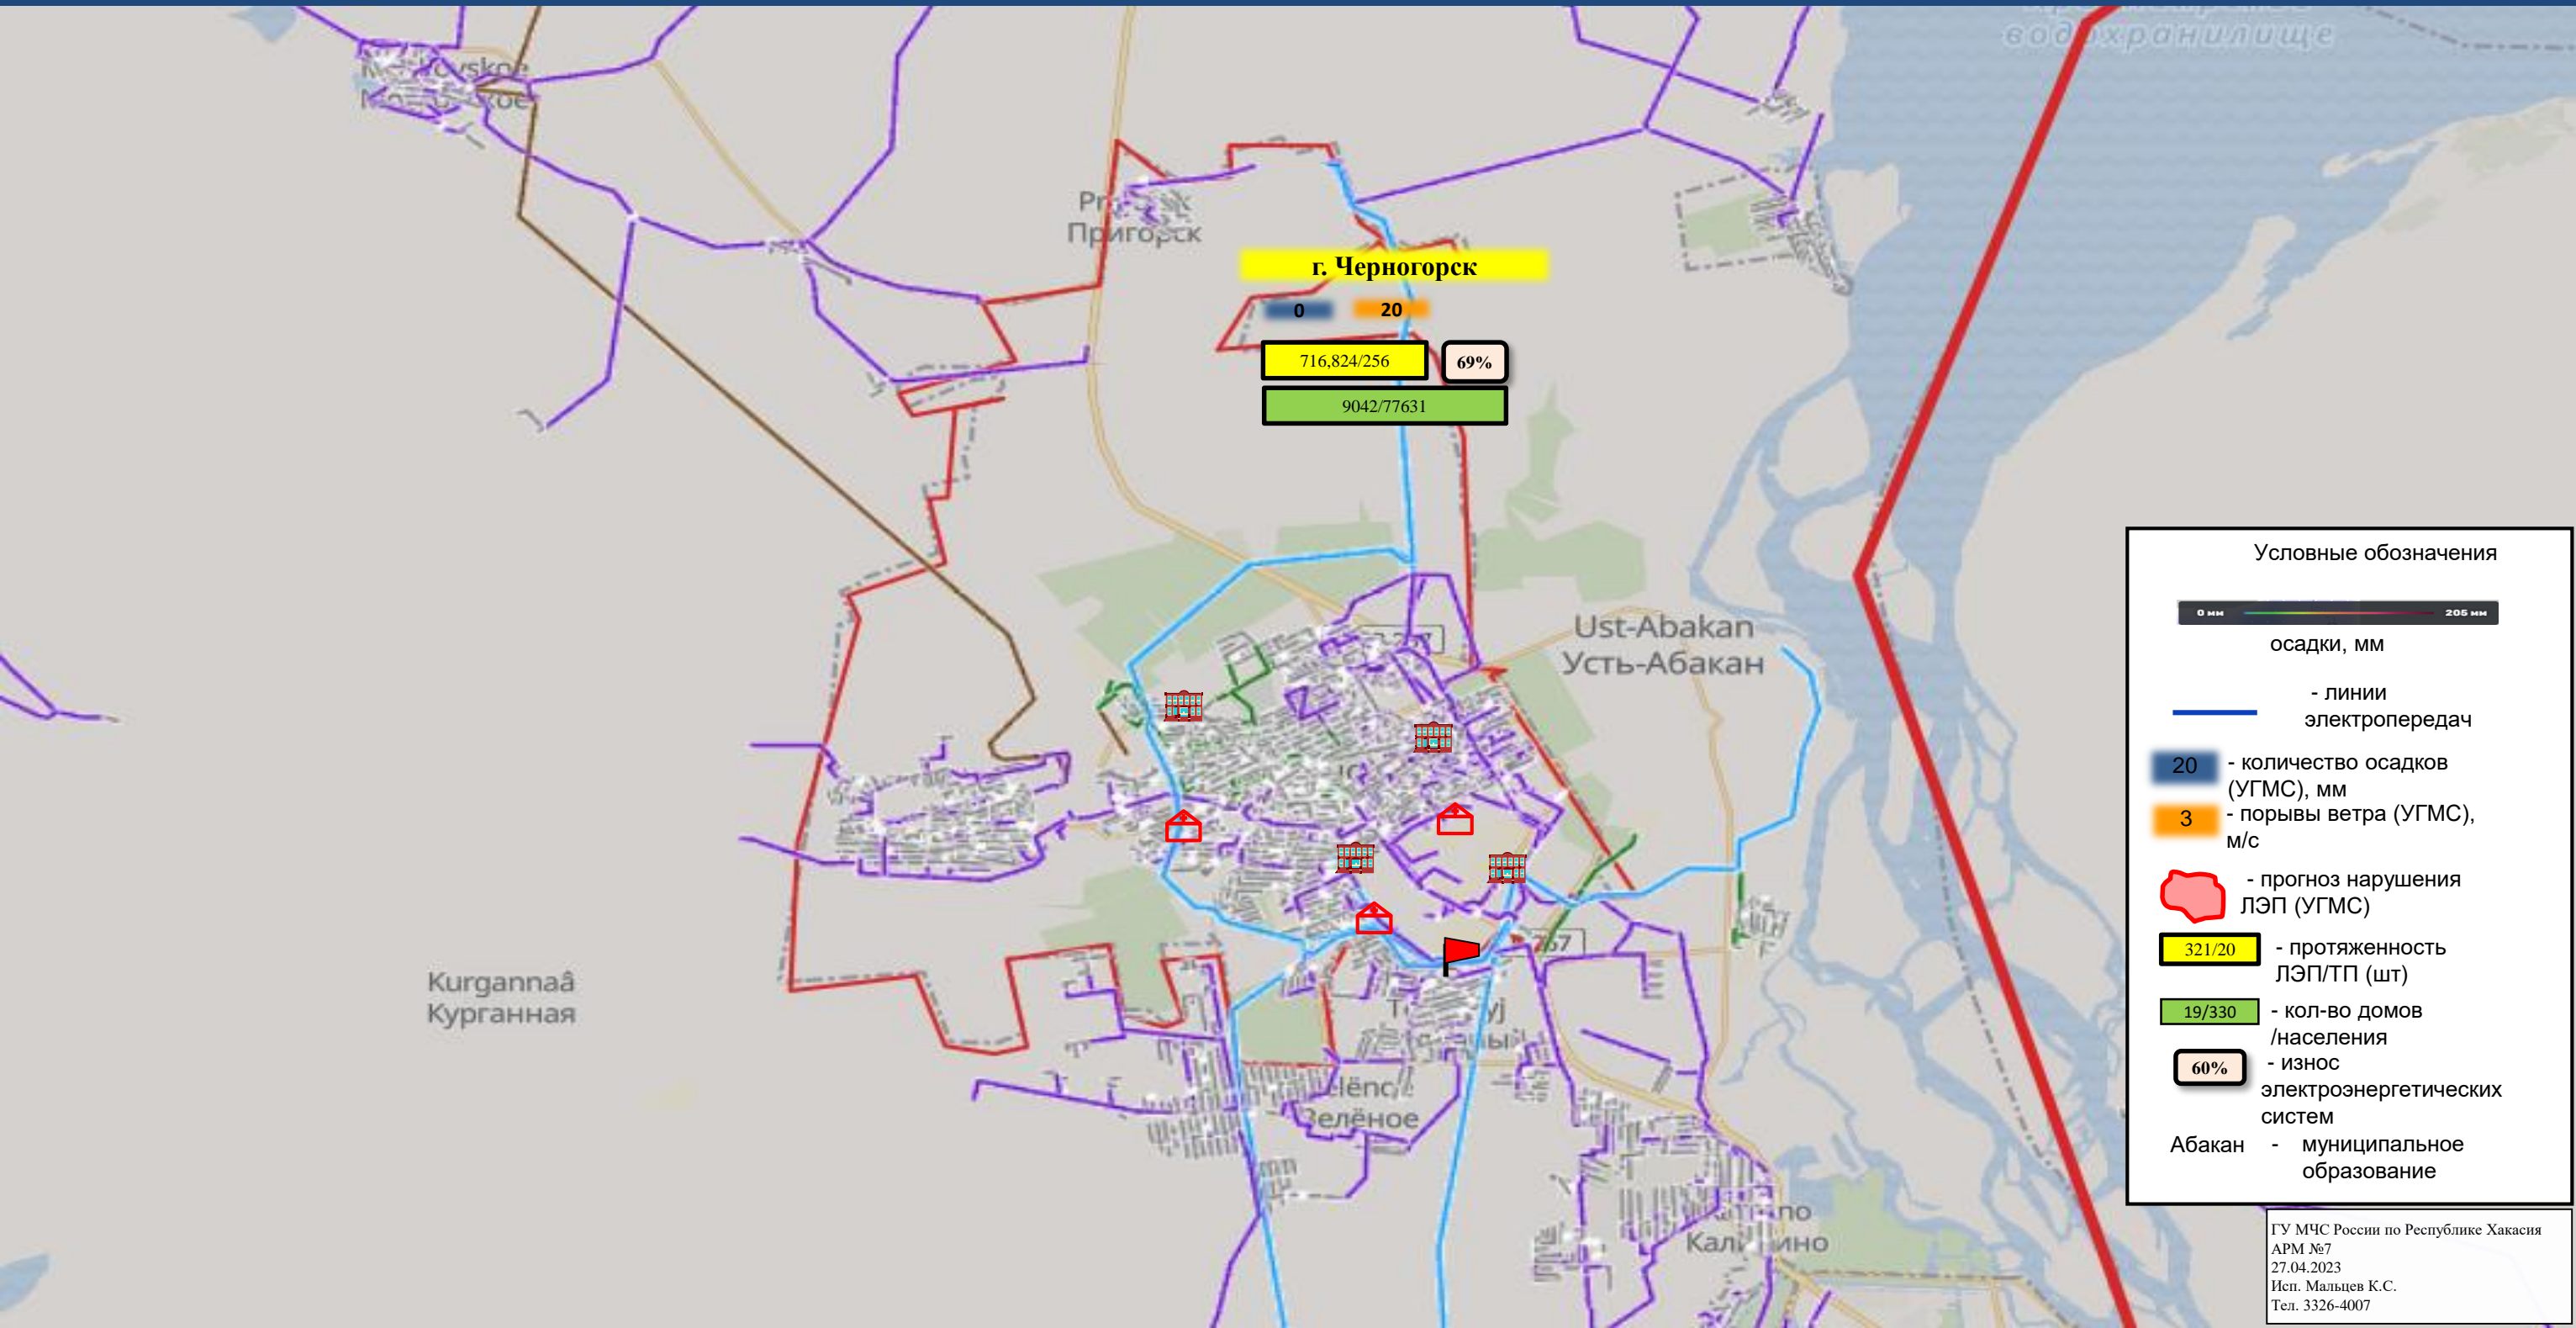 водохранилище
Пригорск
г. Черногорск
0 20
716,824/256 69%
9042/77631
Ust-Abakan
Усть-Абакан
Kurgannaâ
Курганная
Зелёное
Условные обозначения
0 мм 205 мм
осадки, мм
- линии
электропередач
20 - количество осадков
(УГМС), мм
3 - порывы ветра (УГМС),
м/с
- прогноз нарушения
ЛЭП (УГМС)
321/20 - протяженность
ЛЭП/ТП (шт)
19/330 - кол-во домов
/населения
60% - износ
электроэнергетических
систем
Абакан - муниципальное
образование
ГУ МЧС России по Республике Хакасия
АРМ №7
27.04.2023
Исп. Мальцев К.С.
Тел. 3326-4007